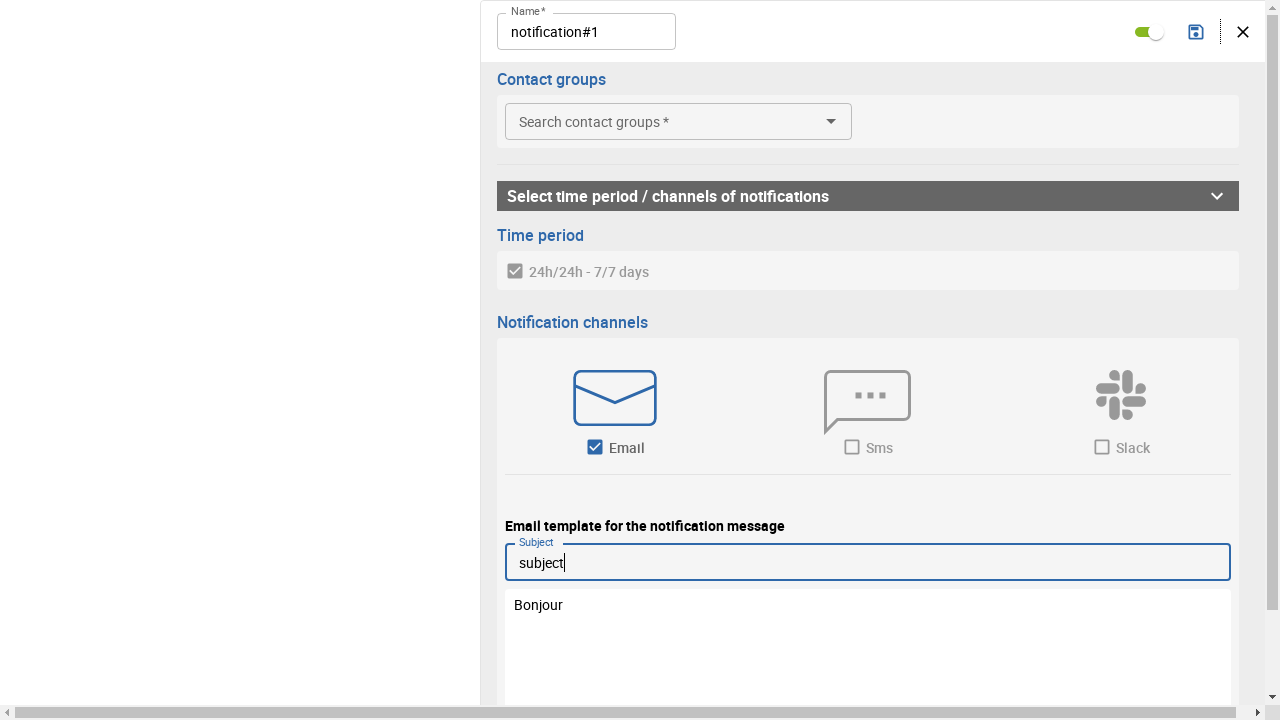 Name*
notification#1
Contact groups
Search contact groups *
Select time period / channels of notifications
Time period
24h/24h - 7/7 days
Notification channels
Email
Sms
Slack
Email template for the notification message
Subject
subject
Bonjour